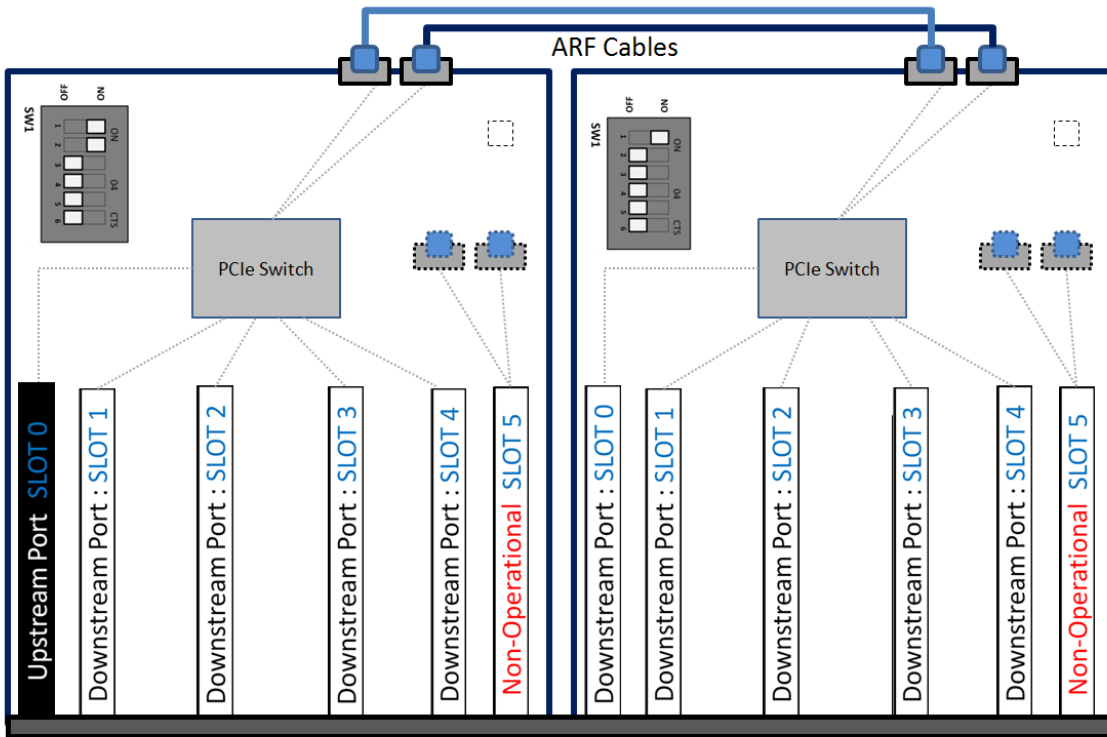 ARF Cables
OFF
ON
SW1
1
2
3
4
5
6
ON
04
CTS
PCIe Switch
Upstream Port SLOT 0
Downstream Port : SLOT 1
Downstream Port : SLOT 2
Downstream Port : SLOT 3
Downstream Port : SLOT 4
Non-Operational SLOT 5
OFF
ON
SW1
1
2
3
4
5
6
ON
04
CTS
PCIe Switch
Downstream Port : SLOT 0
Downstream Port : SLOT 1
Downstream Port : SLOT 2
Downstream Port : SLOT 3
Downstream Port : SLOT 4
Non-Operational SLOT 5